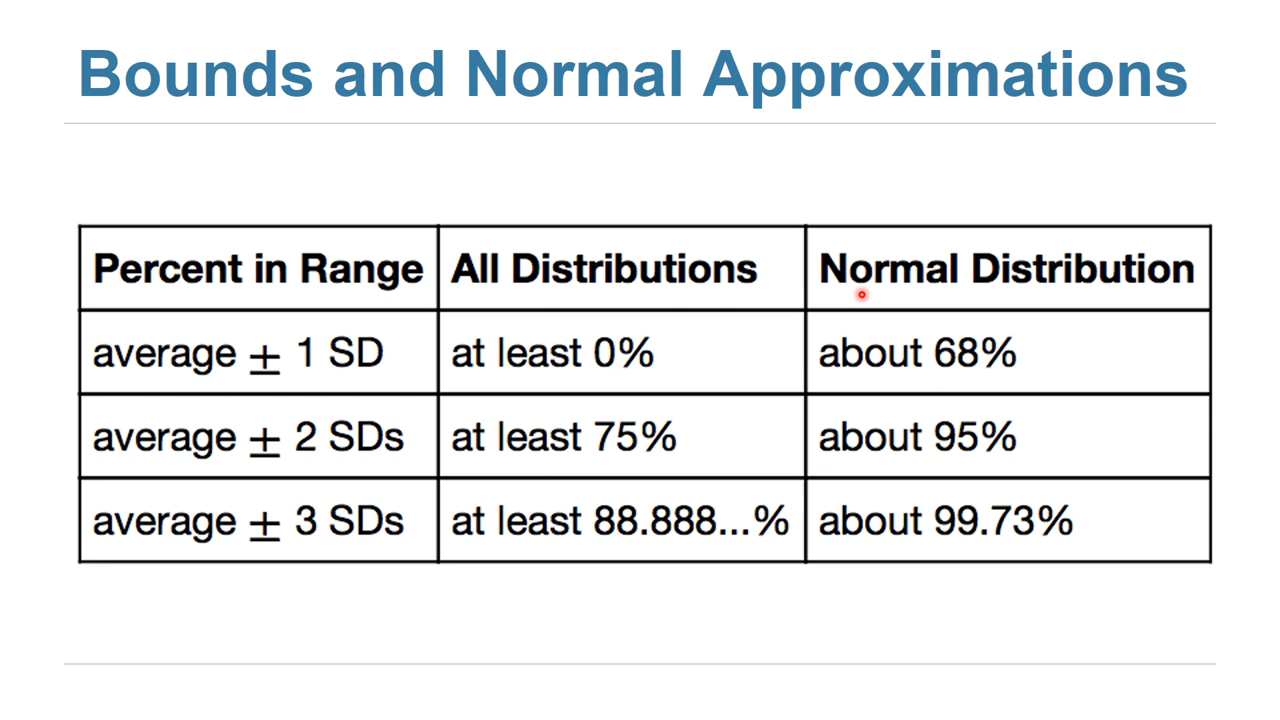 Bounds and Normal Approximations
Percent in Range All Distributions Normal Distribution
average ± 1 SD at least 0% about 68%
average ± 2 SDs at least 75% about 95%
average ± 3 SDs at least 88.888...% about 99.73%